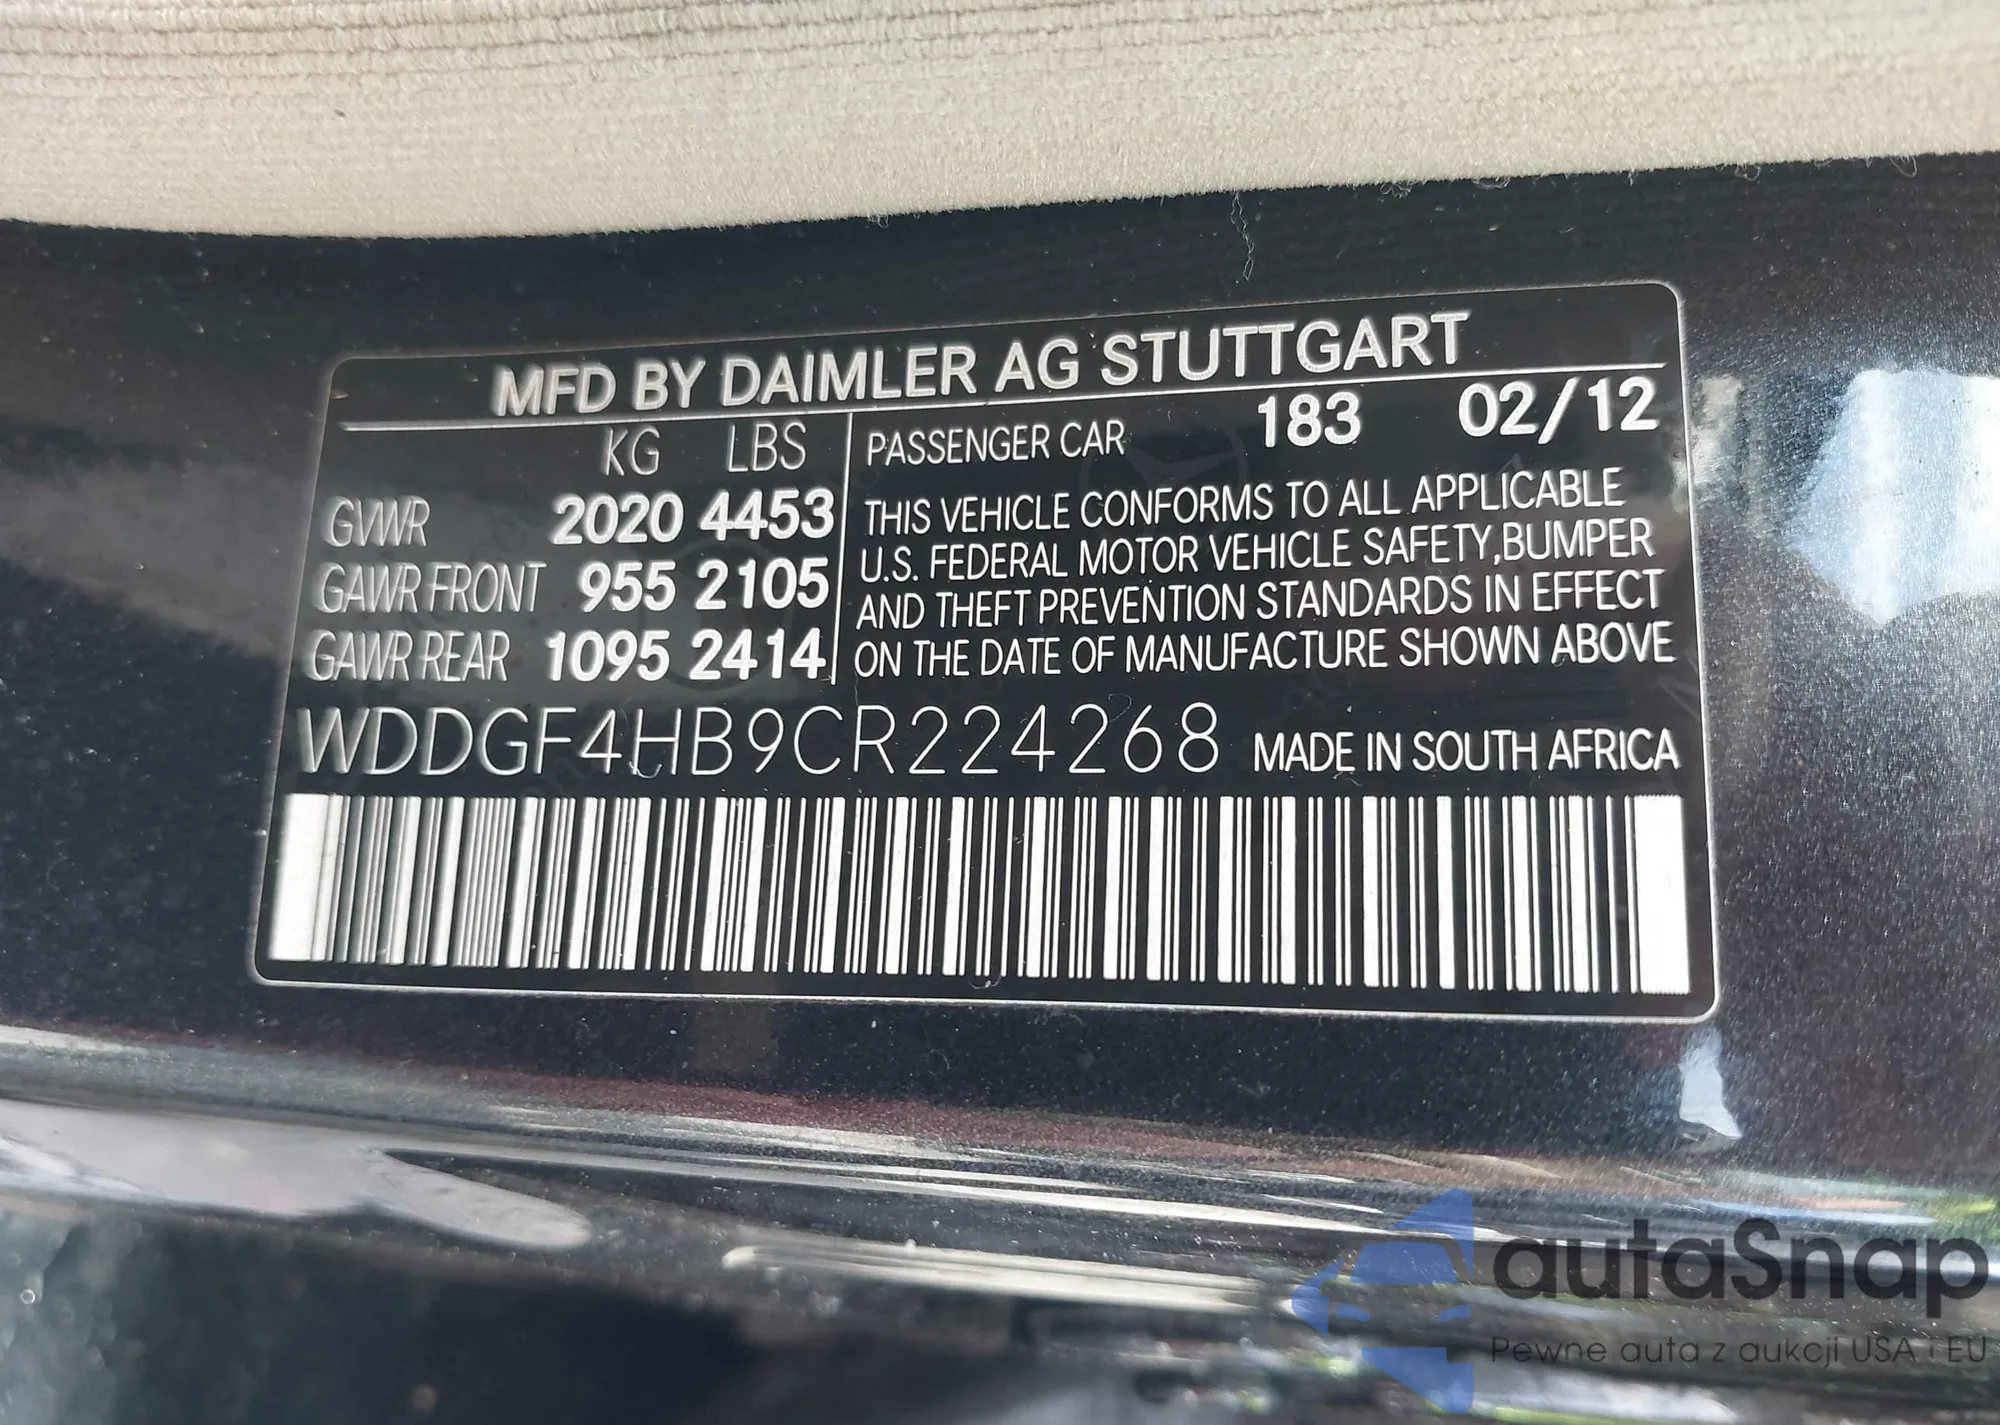 MFD BY DAIMLER AG STUTTGART
KG LBS
GVWR 2020 4453
GAWR FRONT 955 2105
GAWR REAR 1095 2414
PASSENGER CAR 183 02/12
THIS VEHICLE CONFORMS TO ALL APPLICABLE
U.S. FEDERAL MOTOR VEHICLE SAFETY,BUMPER
AND THEFT PREVENTION STANDARDS IN EFFECT
ON THE DATE OF MANUFACTURE SHOWN ABOVE
WDDGF4HB9CR224268 MADE IN SOUTH AFRICA
autaSnap
Pewne auta z aukcji USA i EU